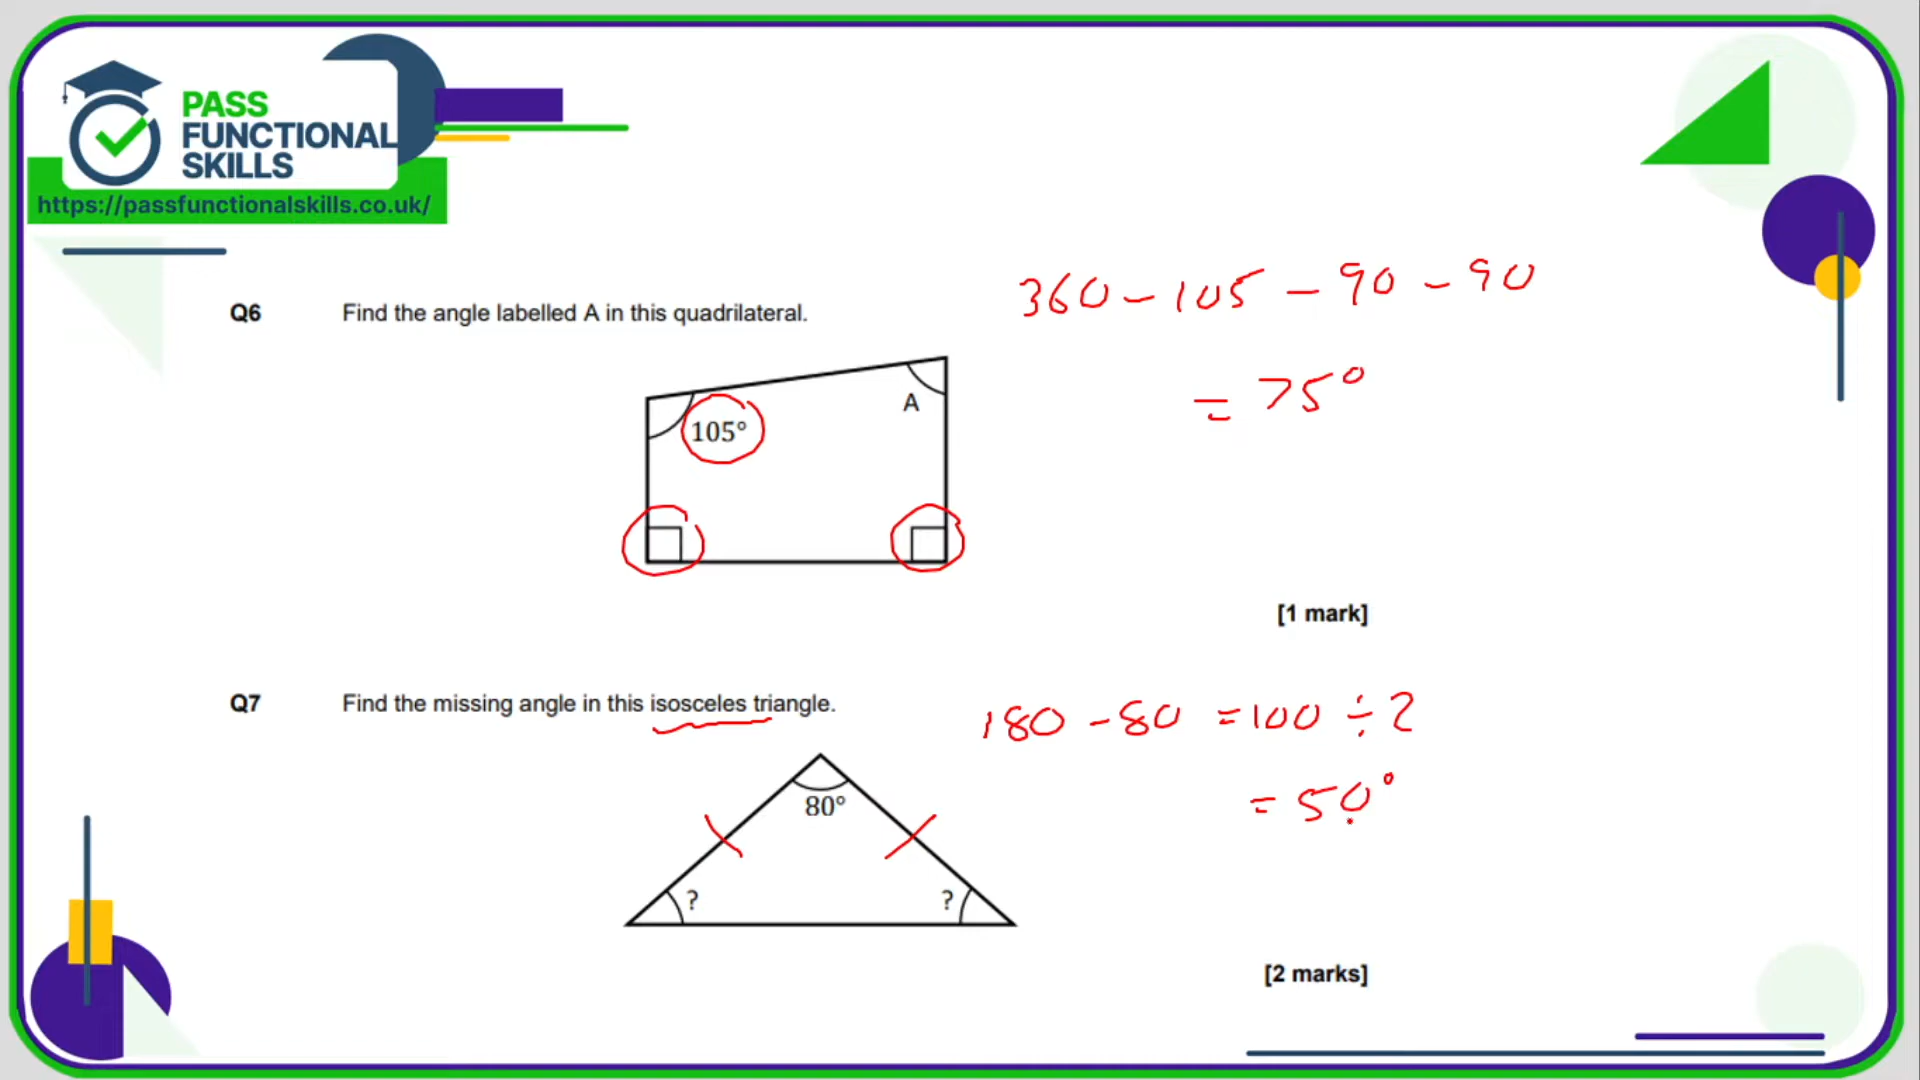 PASS
FUNCTIONAL
SKILLS
https://passfunctionalskills.co.uk/
Q6 Find the angle labelled A in this quadrilateral.
360 - 105 - 90 - 90
= 75°
A
105°
[1 mark]
Q7 Find the missing angle in this isosceles triangle.
180 - 80 = 100 ÷ 2
= 50°
80°
? ?
[2 marks]